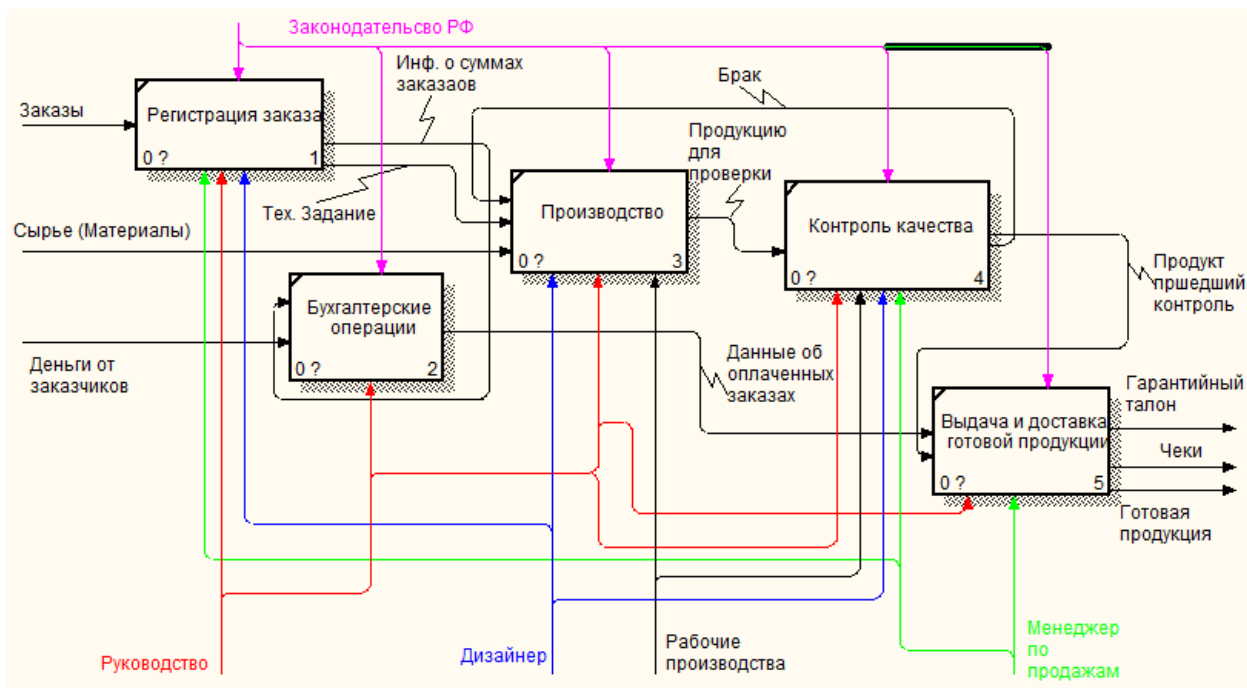 Законодательсво РФ
Инф. о суммах
заказаов
Брак
Заказы
Регистрация заказа
0 ?
1
Продукцию
для
проверки
Тех. Задание
Производство
0 ?
3
Контроль качества
0 ?
4
Сырье (Материалы)
Продукт
пршедший
контроль
Бухгалтерские
операции
0 ?
2
Деньги от
заказчиков
Данные об
оплаченных
заказах
Гарантийный
талон
Выдача и доставка
готовой продукции
0 ?
5
Чеки
Готовая
продукция
Руководство
Дизайнер
Рабочие
производства
Менеджер
по
продажам